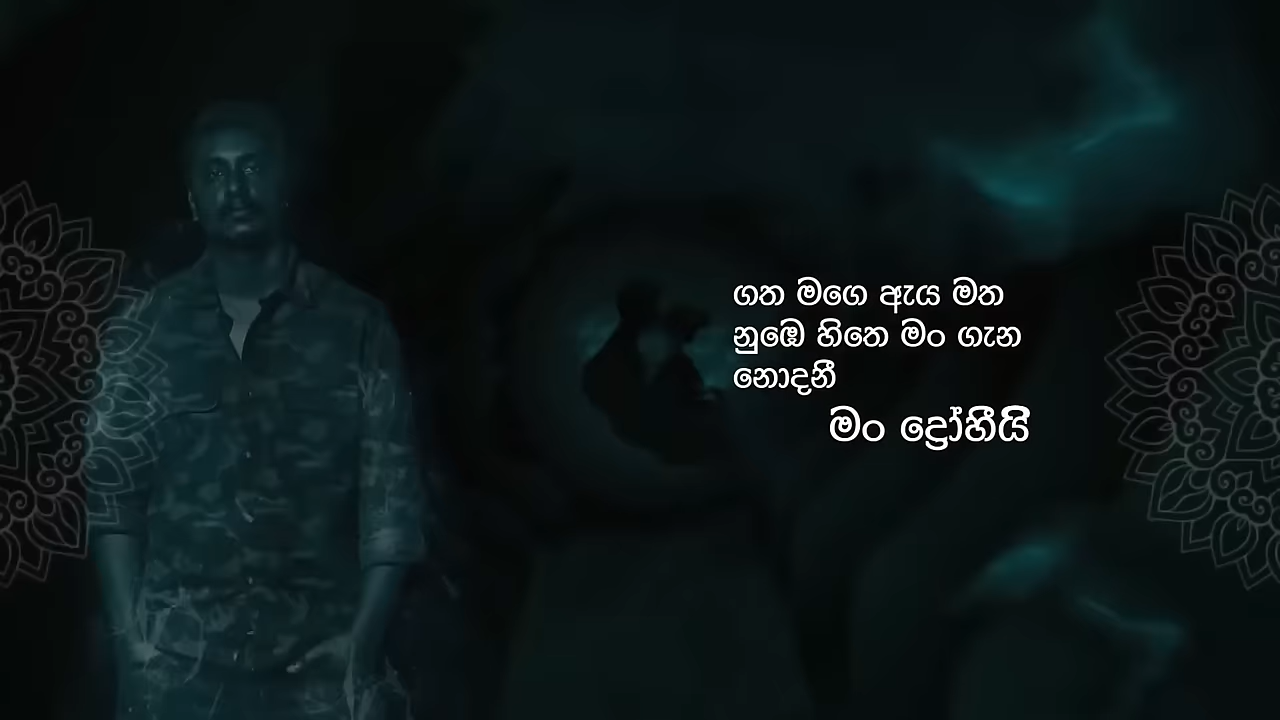 ගත මගෙ ඇය මත
නුඹෙ හිතෙ මං ගැන
නොදනී
මං ද්‍රෝහීයි